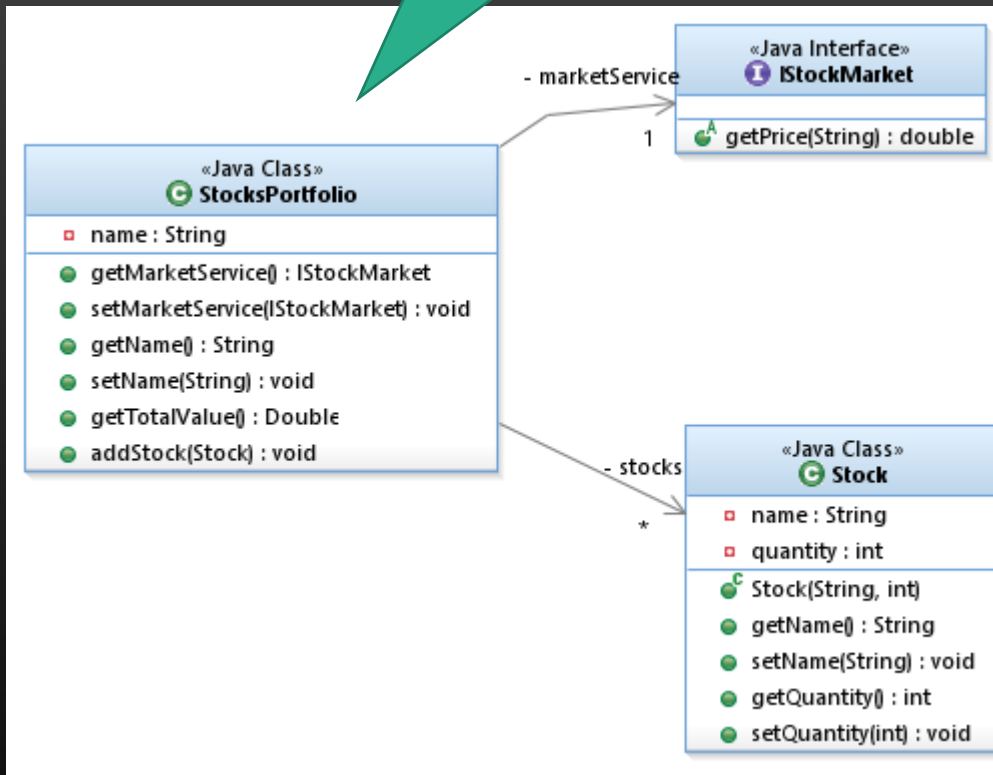 - marketService
1
«Java Interface»
I IStockMarket
A getPrice(String) : double
«Java Class»
C StocksPortfolio
name : String
getMarketService() : IStockMarket
setMarketService(IStockMarket) : void
getName() : String
setName(String) : void
getTotalValue() : Double
addStock(Stock) : void
- stocks
*
«Java Class»
C Stock
name : String
quantity : int
C Stock(String, int)
getName() : String
setName(String) : void
getQuantity() : int
setQuantity(int) : void